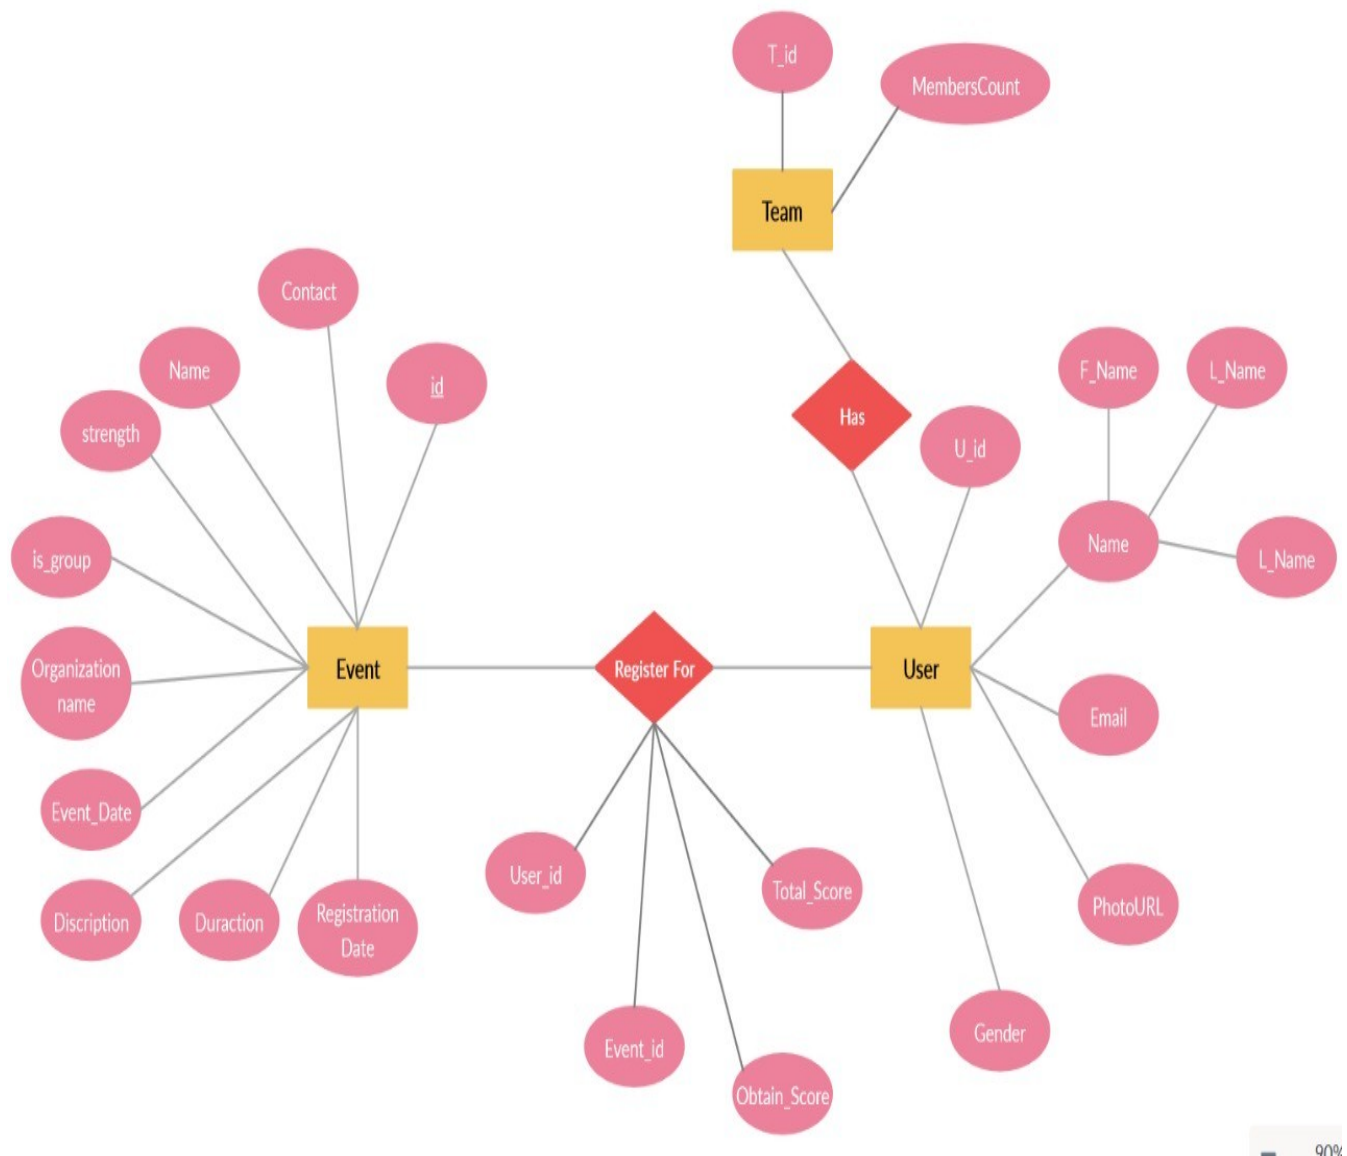 T_id
MembersCount
Team
Contact
Name
id
strength
Has
U_id
F_Name
L_Name
is_group
Name
L_Name
Organization
name
Event
Register For
User
Email
Event_Date
User_id
Total_Score
PhotoURL
Discription
Duraction
Registration
Date
Event_id
Gender
Obtain_Score
90%